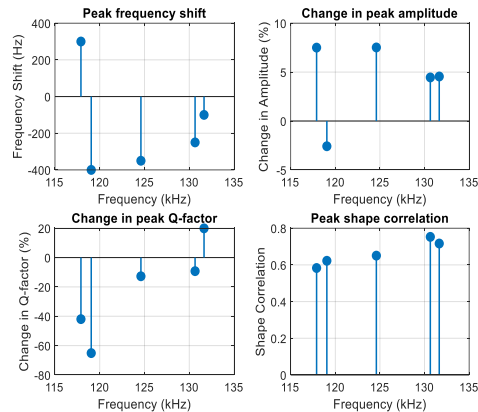 Peak frequency shift
Frequency Shift (Hz)
400
200
0
-200
-400
115 120 125 130 135
Frequency (kHz)
Change in peak amplitude
Change in Amplitude (%)
10
5
0
-5
115 120 125 130 135
Frequency (kHz)
Change in peak Q-factor
Change in Q-factor (%)
20
0
-20
-40
-60
-80
115 120 125 130 135
Frequency (kHz)
Peak shape correlation
Shape Correlation
0.8
0.6
0.4
0.2
0
115 120 125 130 135
Frequency (kHz)